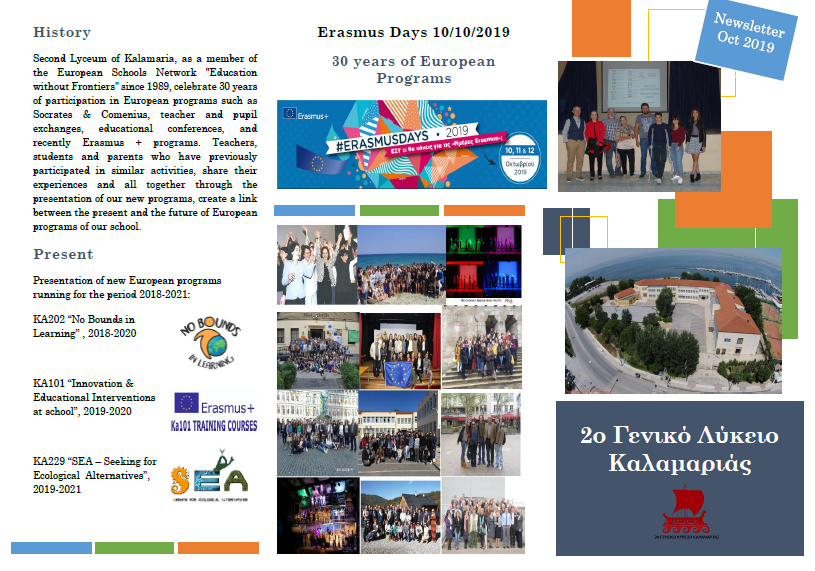 History
Second Lyceum of Kalamaria, as a member of
the European Schools Network "Education
without Frontiers" since 1989, celebrate 30 years
of participation in European programs such as
Socrates & Comenius, teacher and pupil
exchanges, educational conferences, and
recently Erasmus + programs. Teachers,
students and parents who have previously
participated in similar activities, share their
experiences and all together through the
presentation of our new programs, create a link
between the present and the future of European
programs of our school.
Present
Presentation of new European programs
running for the period 2018-2021:
KA202 “No Bounds in
Learning” , 2018-2020
NO BOUNDS
IN LEARNING
KA101 “Innovation &
Educational Interventions
at school”, 2019-2020
Erasmus+
Ka101 TRAINING COURSES
KA229 “SEA – Seeking for
Ecological Alternatives”,
2019-2021
SEA
SEEKING FOR ECOLOGICAL ALTERNATIVES
Erasmus Days 10/10/2019
30 years of European
Programs
Erasmus+
#ERASMUSDAYS • 2019
ΕΣΥ τι θα κάνεις για τις «Ημέρες Erasmus»;
10, 11 & 12
Οκτωβρίου
2019
Newsletter
Oct 2019
2ο Γενικό Λύκειο
Καλαμαριάς
2ο ΓΕΝΙΚΟ ΛΥΚΕΙΟ ΚΑΛΑΜΑΡΙΑΣ